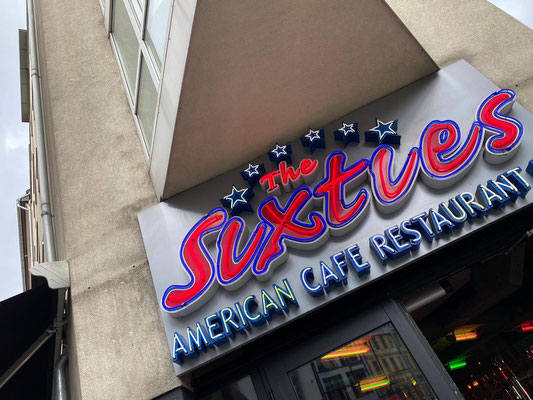 The
Sixties
AMERICAN CAFE RESTAURANT